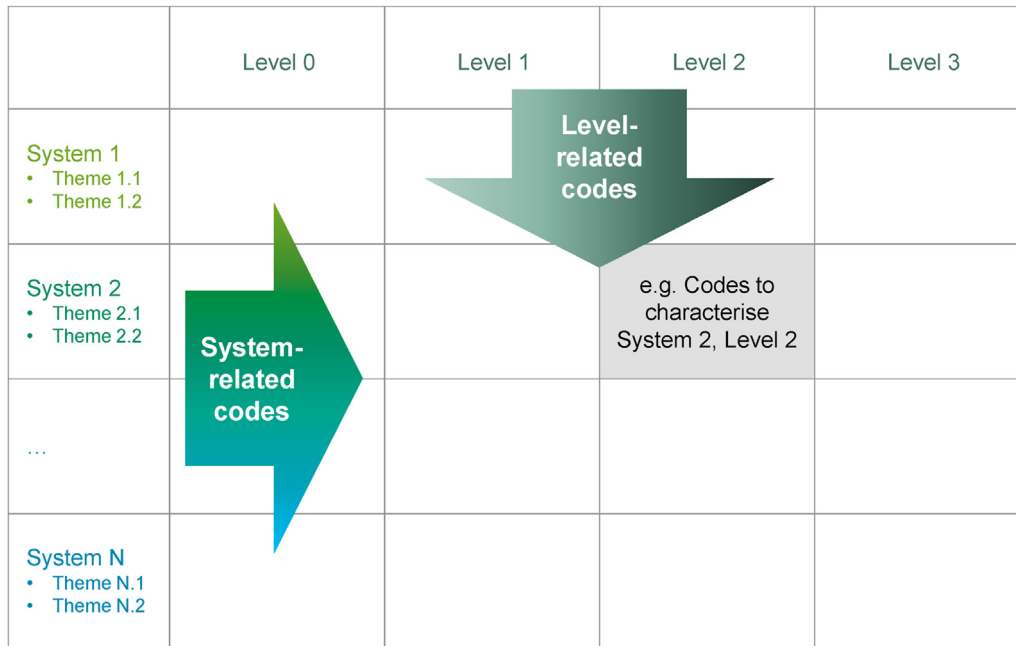 Level 0
Level 1
Level 2
Level 3
System 1
• Theme 1.1
• Theme 1.2
Level-
related
codes
System 2
• Theme 2.1
• Theme 2.2
e.g. Codes to
characterise
System 2, Level 2
System-
related
codes
...
System N
• Theme N.1
• Theme N.2